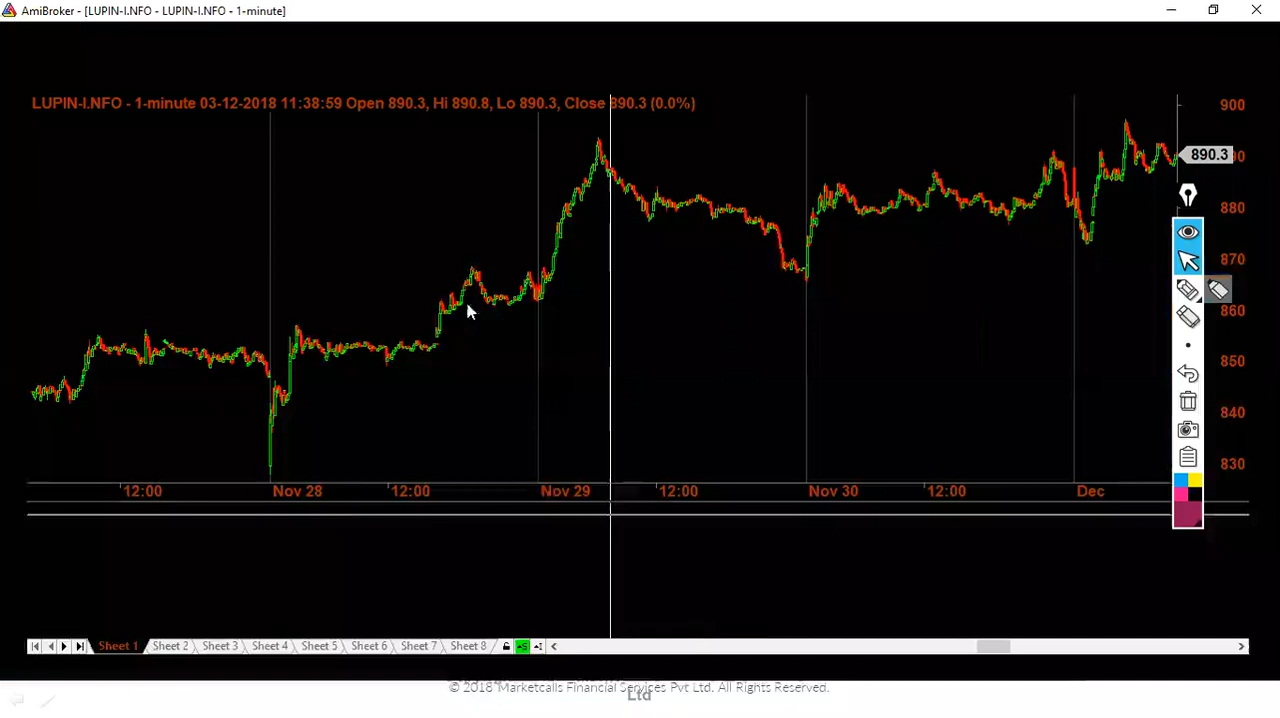 AmiBroker - [LUPIN-I.NFO - LUPIN-I.NFO - 1-minute]
LUPIN-I.NFO - 1-minute 03-12-2018 11:38:59 Open 890.3, Hi 890.8, Lo 890.3, Close 890.3 (0.0%)
900
890.3
880
870
860
850
840
830
12:00 Nov 28 12:00 Nov 29 12:00 Nov 30 12:00 Dec
Sheet 1 Sheet 2 Sheet 3 Sheet 4 Sheet 5 Sheet 6 Sheet 7 Sheet 8
© 2018 Marketcalls Financial Services Pvt Ltd. All Rights Reserved.
Ltd